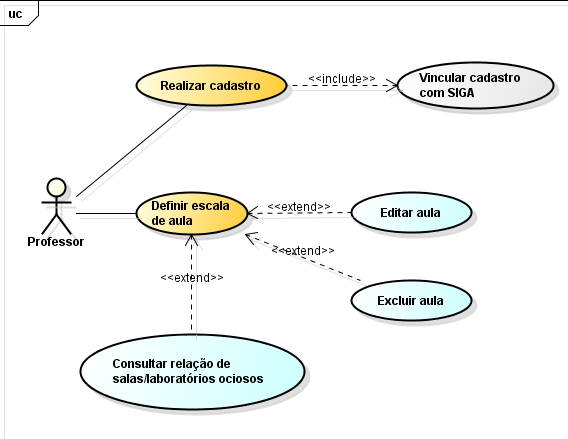 uc
Realizar cadastro
<<include>>
Vincular cadastro
com SIGA
Professor
Definir escala
de aula
<<extend>>
Editar aula
<<extend>>
Excluir aula
<<extend>>
Consultar relação de
salas/laboratórios ociosos